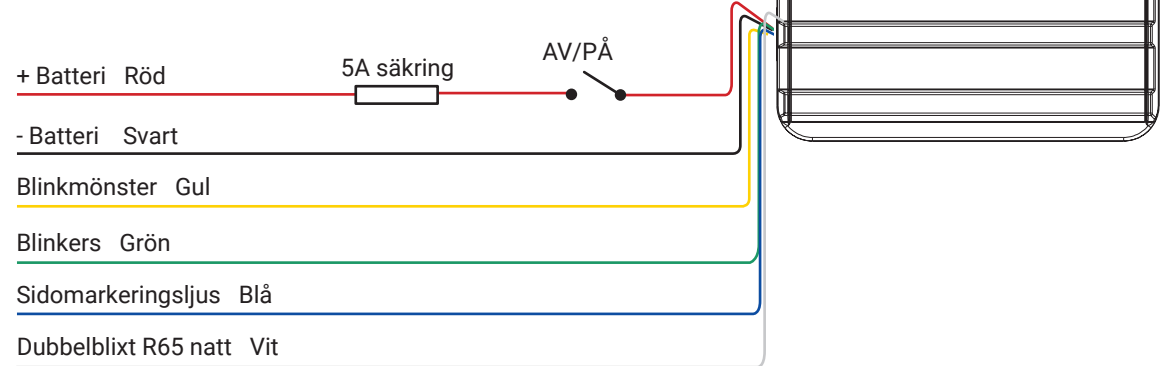 AV/PÅ
+ Batteri Röd
5A säkring
- Batteri Svart
Blinkmönster Gul
Blinkers Grön
Sidomarkeringsljus Blå
Dubbelblixt R65 natt Vit